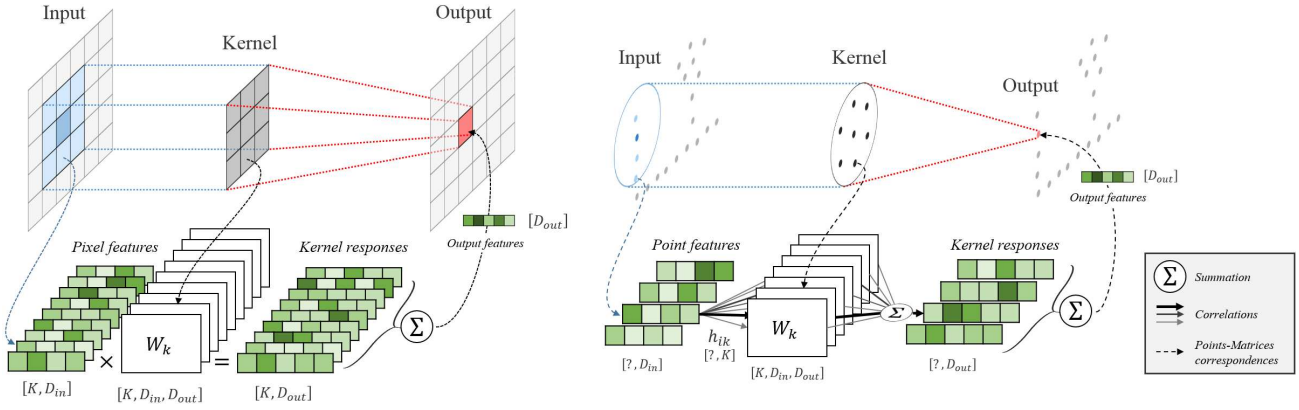 Input
Kernel
Output
[D_out]
Output features
Pixel features
Kernel responses
W_k
×
=
Σ
[K, D_in]
[K, D_in, D_out]
[K, D_out]
Input
Kernel
Output
[D_out]
Output features
Point features
Kernel responses
W_k
h_ik
[?, K]
Σ
Σ
[?, D_in]
[K, D_in, D_out]
[?, D_out]
Σ Summation
Correlations
Points-Matrices
correspondences